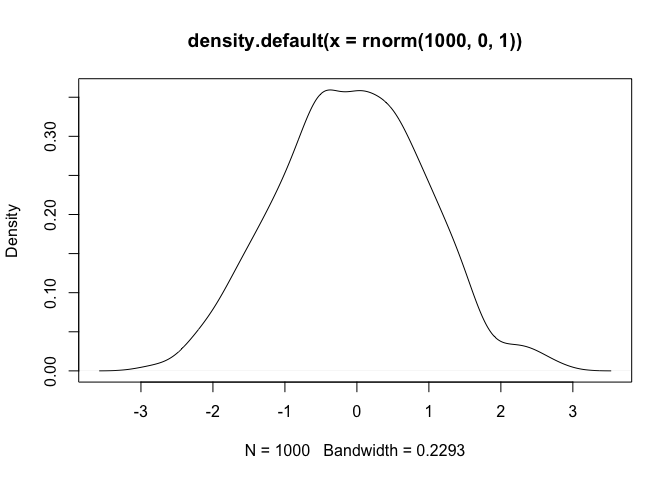 density.default(x = rnorm(1000, 0, 1))
Density
0.30
0.20
0.10
0.00
-3 -2 -1 0 1 2 3
N = 1000   Bandwidth = 0.2293